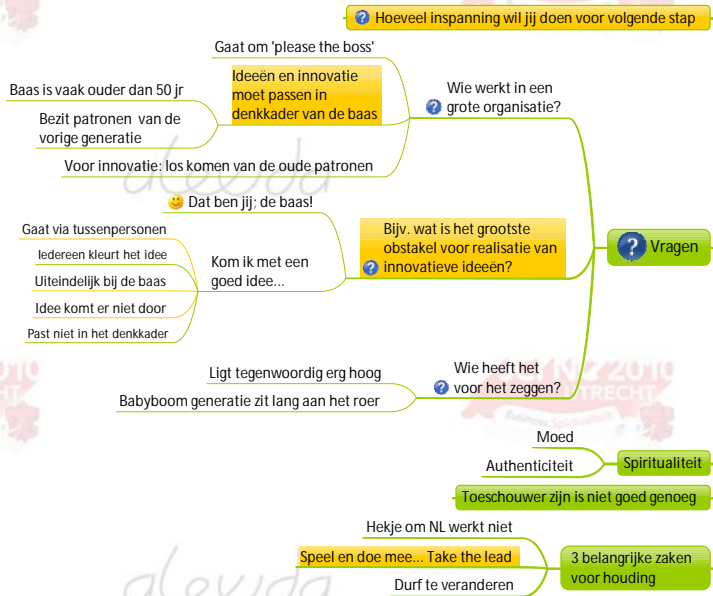 Hoeveel inspanning wil jij doen voor volgende stap
Gaat om 'please the boss'
Ideeën en innovatie
moet passen in
denkkader van de baas
Baas is vaak ouder dan 50 jr
Bezit patronen van de
vorige generatie
Voor innovatie: los komen van de oude patronen
Wie werkt in een
grote organisatie?
Dat ben jij; de baas!
Gaat via tussenpersonen
Iedereen kleurt het idee
Uiteindelijk bij de baas
Idee komt er niet door
Past niet in het denkkader
Kom ik met een
goed idee...
Bijv. wat is het grootste
obstakel voor realisatie van
innovatieve ideeën?
Vragen
Ligt tegenwoordig erg hoog
Babyboom generatie zit lang aan het roer
Wie heeft het
voor het zeggen?
Moed
Authenticiteit
Spiritualiteit
Toeschouwer zijn is niet goed genoeg
Hekje om NL werkt niet
Speel en doe mee... Take the lead
Durf te veranderen
3 belangrijke zaken
voor houding